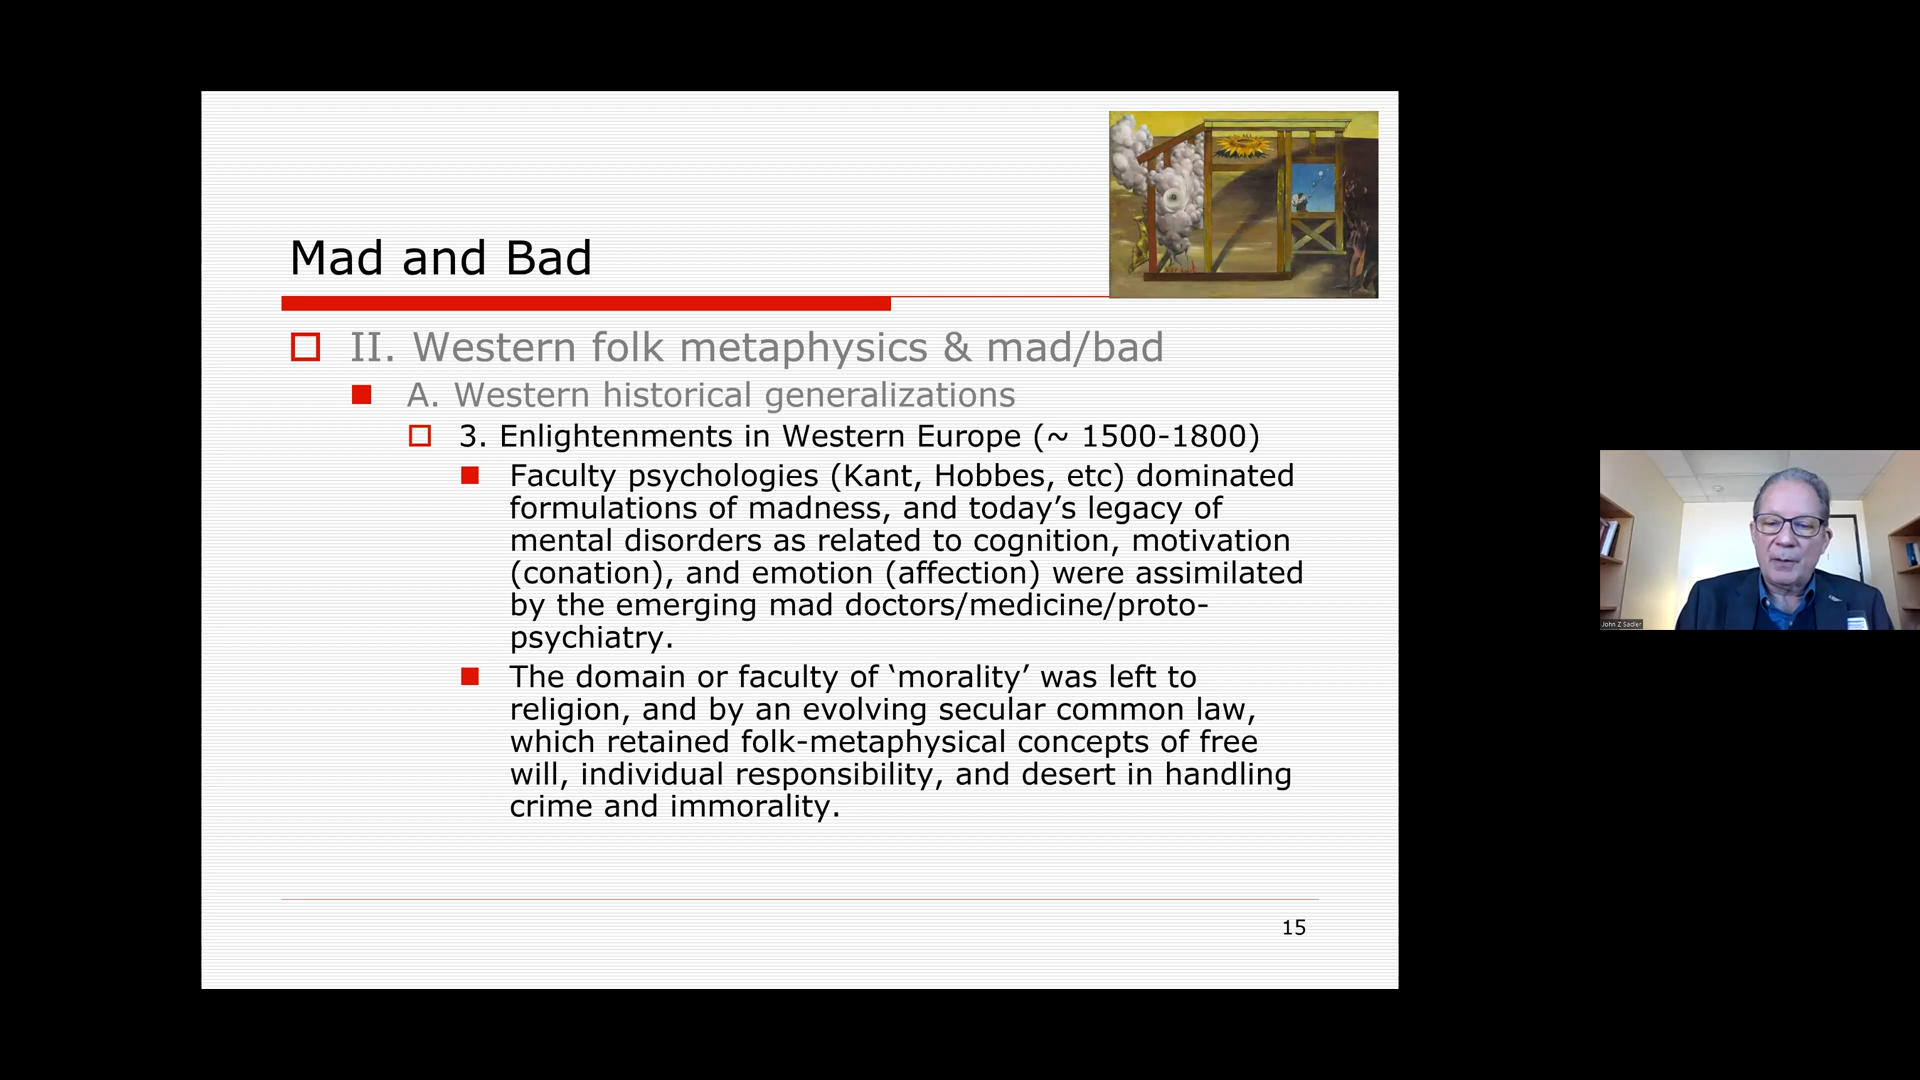 Mad and Bad
II. Western folk metaphysics & mad/bad
A. Western historical generalizations
3. Enlightenments in Western Europe (~ 1500-1800)
Faculty psychologies (Kant, Hobbes, etc) dominated
formulations of madness, and today’s legacy of
mental disorders as related to cognition, motivation
(conation), and emotion (affection) were assimilated
by the emerging mad doctors/medicine/proto-
psychiatry.
The domain or faculty of ‘morality’ was left to
religion, and by an evolving secular common law,
which retained folk-metaphysical concepts of free
will, individual responsibility, and desert in handling
crime and immorality.
15
John Z Sadler